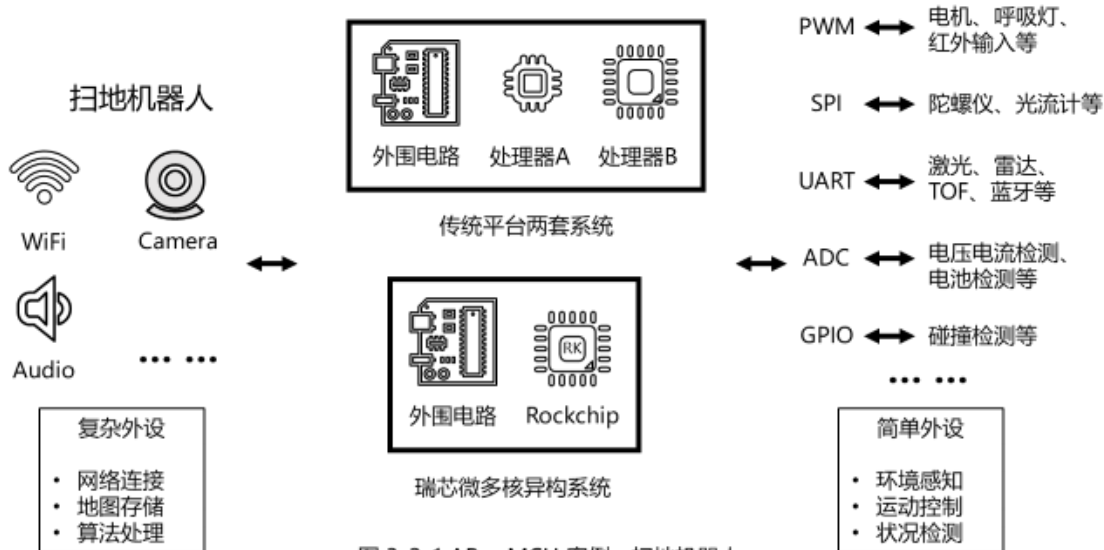 扫地机器人
WiFi
Camera
Audio
... ...
复杂外设
• 网络连接
• 地图存储
• 算法处理
外围电路
处理器A
处理器B
传统平台两套系统
RK
外围电路
Rockchip
瑞芯微多核异构系统
PWM
电机、呼吸灯、
红外输入等
SPI
陀螺仪、光流计等
UART
激光、雷达、
TOF、蓝牙等
ADC
电压电流检测、
电池检测等
GPIO
碰撞检测等
... ...
简单外设
• 环境感知
• 运动控制
• 状况检测